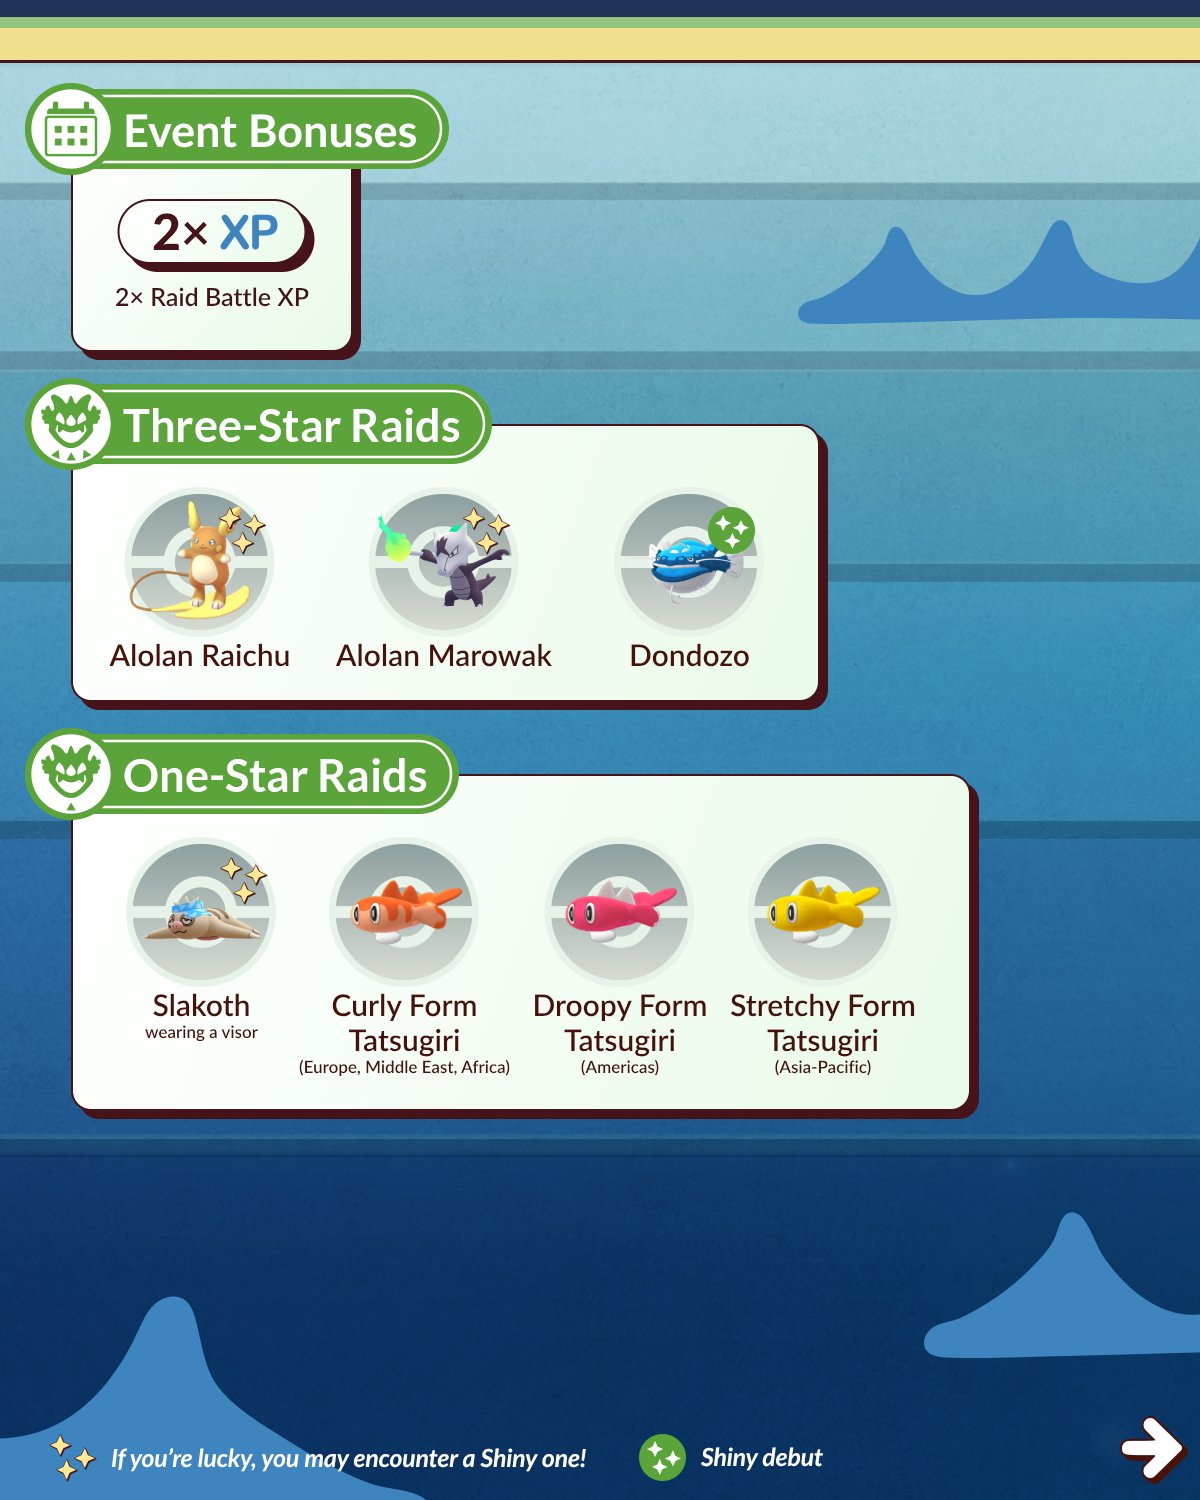 Event Bonuses
2× XP
2× Raid Battle XP
Three-Star Raids
Alolan Raichu
Alolan Marowak
Dondozo
One-Star Raids
Slakoth
wearing a visor
Curly Form
Tatsugiri
(Europe, Middle East, Africa)
Droopy Form
Tatsugiri
(Americas)
Stretchy Form
Tatsugiri
(Asia-Pacific)
If you're lucky, you may encounter a Shiny one!
Shiny debut